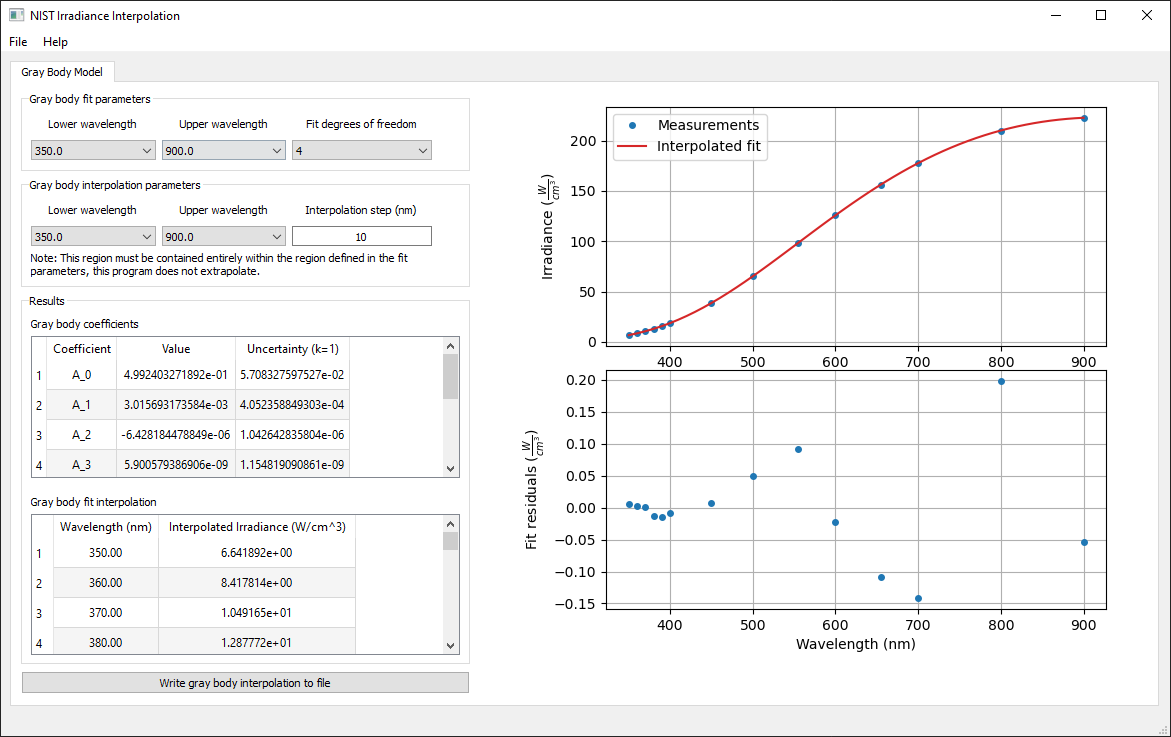 NIST Irradiance Interpolation
File Help
Gray Body Model
Gray body fit parameters
Lower wavelength Upper wavelength Fit degrees of freedom
350.0 900.0 4
Gray body interpolation parameters
Lower wavelength Upper wavelength Interpolation step (nm)
350.0 900.0 10
Note: This region must be contained entirely within the region defined in the fit
parameters, this program does not extrapolate.
Results
Gray body coefficients
Coefficient Value Uncertainty (k=1)
1 A_0 4.992403271892e-01 5.708327597527e-02
2 A_1 3.015693173584e-03 4.052358849303e-04
3 A_2 -6.428184478849e-06 1.042642835804e-06
4 A_3 5.900579386906e-09 1.154819090861e-09
Gray body fit interpolation
Wavelength (nm) Interpolated Irradiance (W/cm^3)
1 350.00 6.641892e+00
2 360.00 8.417814e+00
3 370.00 1.049165e+01
4 380.00 1.287772e+01
Write gray body interpolation to file
Measurements
Interpolated fit
Irradiance (W/cm³)
200
150
100
50
0
400 500 600 700 800 900
Fit residuals (W/cm³)
0.20
0.15
0.10
0.05
0.00
−0.05
−0.10
−0.15
400 500 600 700 800 900
Wavelength (nm)